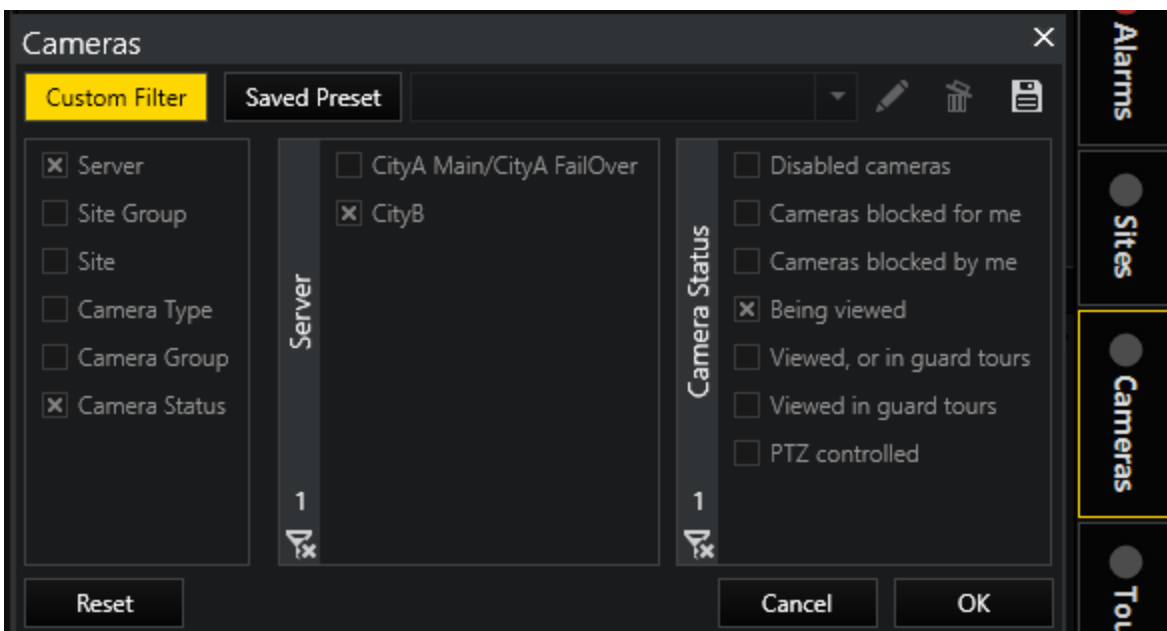 Cameras
Custom Filter
Saved Preset
Server
Site Group
Site
Camera Type
Camera Group
Camera Status
Server
1
CityA Main/CityA FailOver
CityB
Camera Status
1
Disabled cameras
Cameras blocked for me
Cameras blocked by me
Being viewed
Viewed, or in guard tours
Viewed in guard tours
PTZ controlled
Reset
Cancel
OK
Alarms
Sites
Cameras
Tou